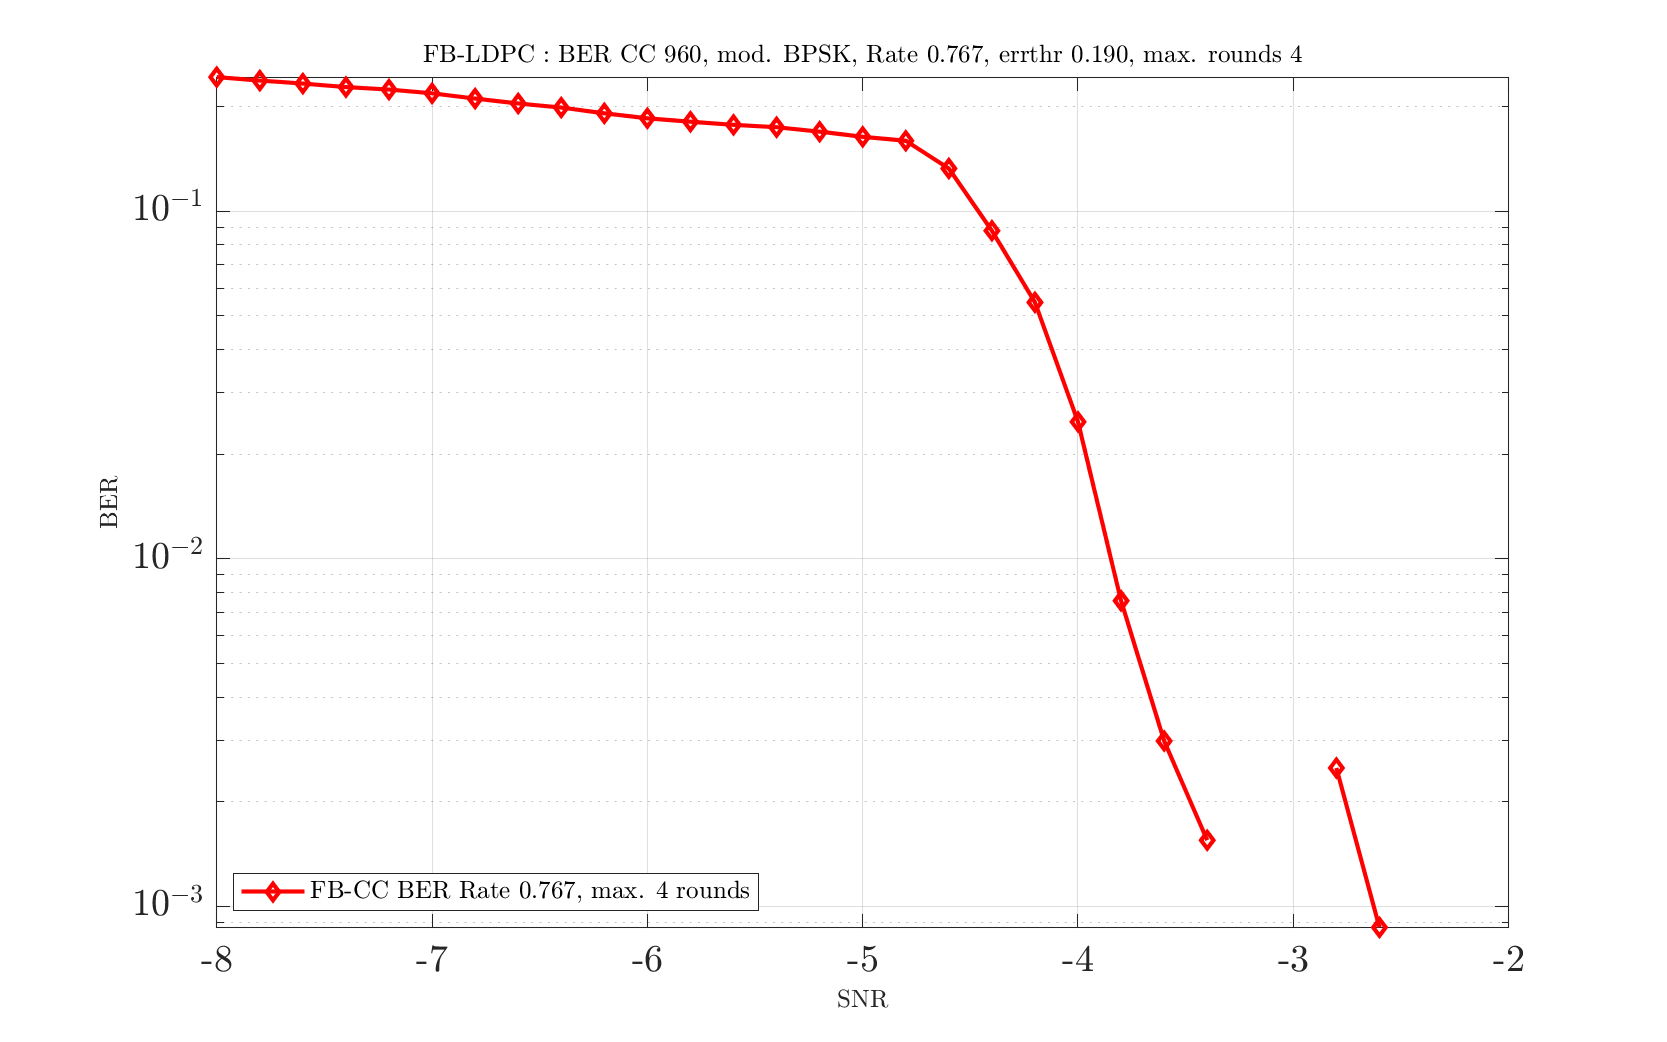 FB-LDPC : BER CC 960, mod. BPSK, Rate 0.767, errthr 0.190, max. rounds 4
10⁻¹
10⁻²
10⁻³
BER
FB-CC BER Rate 0.767, max. 4 rounds
-8 -7 -6 -5 -4 -3 -2
SNR